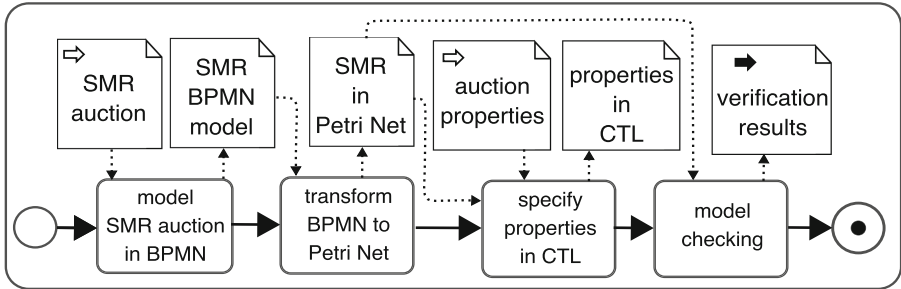 SMR
auction
SMR
BPMN
model
SMR
in
Petri Net
auction
properties
properties
in
CTL
verification
results
model
SMR auction
in BPMN
transform
BPMN to
Petri Net
specify
properties
in CTL
model
checking